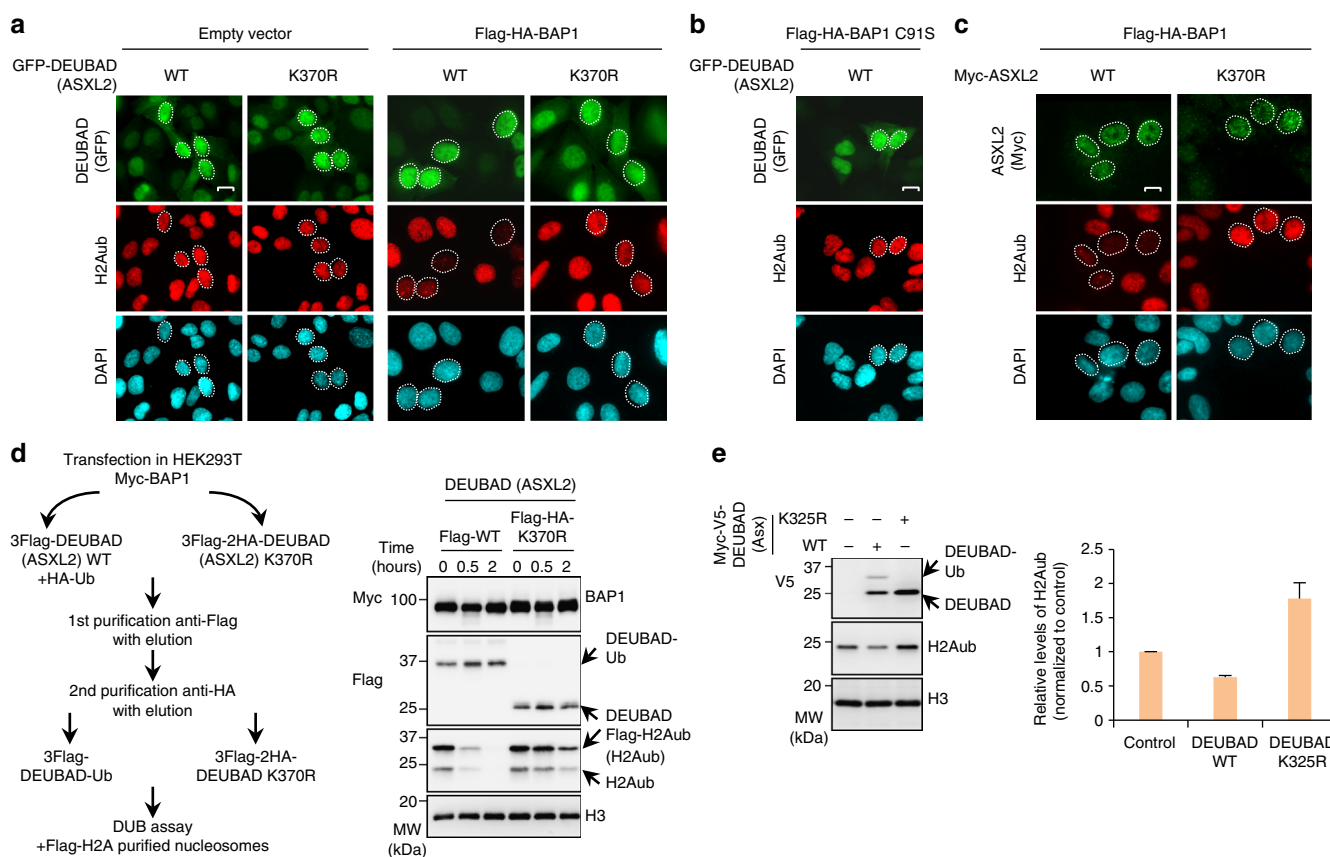 a
Empty vector
Flag-HA-BAP1
GFP-DEUBAD
(ASXL2)
WT
K370R
WT
K370R
DEUBAD
(GFP)
H2Aub
DAPI
b
Flag-HA-BAP1 C91S
GFP-DEUBAD
(ASXL2)
WT
DEUBAD
(GFP)
H2Aub
DAPI
c
Flag-HA-BAP1
Myc-ASXL2
WT
K370R
ASXL2
(Myc)
H2Aub
DAPI
d
Transfection in HEK293T
Myc-BAP1
3Flag-DEUBAD
(ASXL2) WT
+HA-Ub
3Flag-2HA-DEUBAD
(ASXL2) K370R
1st purification anti-Flag
with elution
2nd purification anti-HA
with elution
3Flag-
DEUBAD-Ub
3Flag-2HA-
DEUBAD K370R
DUB assay
+Flag-H2A purified nucleosomes
DEUBAD (ASXL2)
Flag-WT
Flag-HA-
K370R
Time
(hours)
0 0.5 2 0 0.5 2
Myc
100
BAP1
Flag
37
25
DEUBAD-
Ub
DEUBAD
37
25
Flag-H2Aub
(H2Aub)
H2Aub
20
H3
MW
(kDa)
e
Myc-V5-
DEUBAD
(Asx)
K325R – – +
WT – + –
V5
37
25
DEUBAD-
Ub
DEUBAD
25
H2Aub
20
H3
MW
(kDa)
Relative levels of H2Aub
(normalized to control)
2.5
2
1.5
1
0.5
0
Control
DEUBAD
WT
DEUBAD
K325R